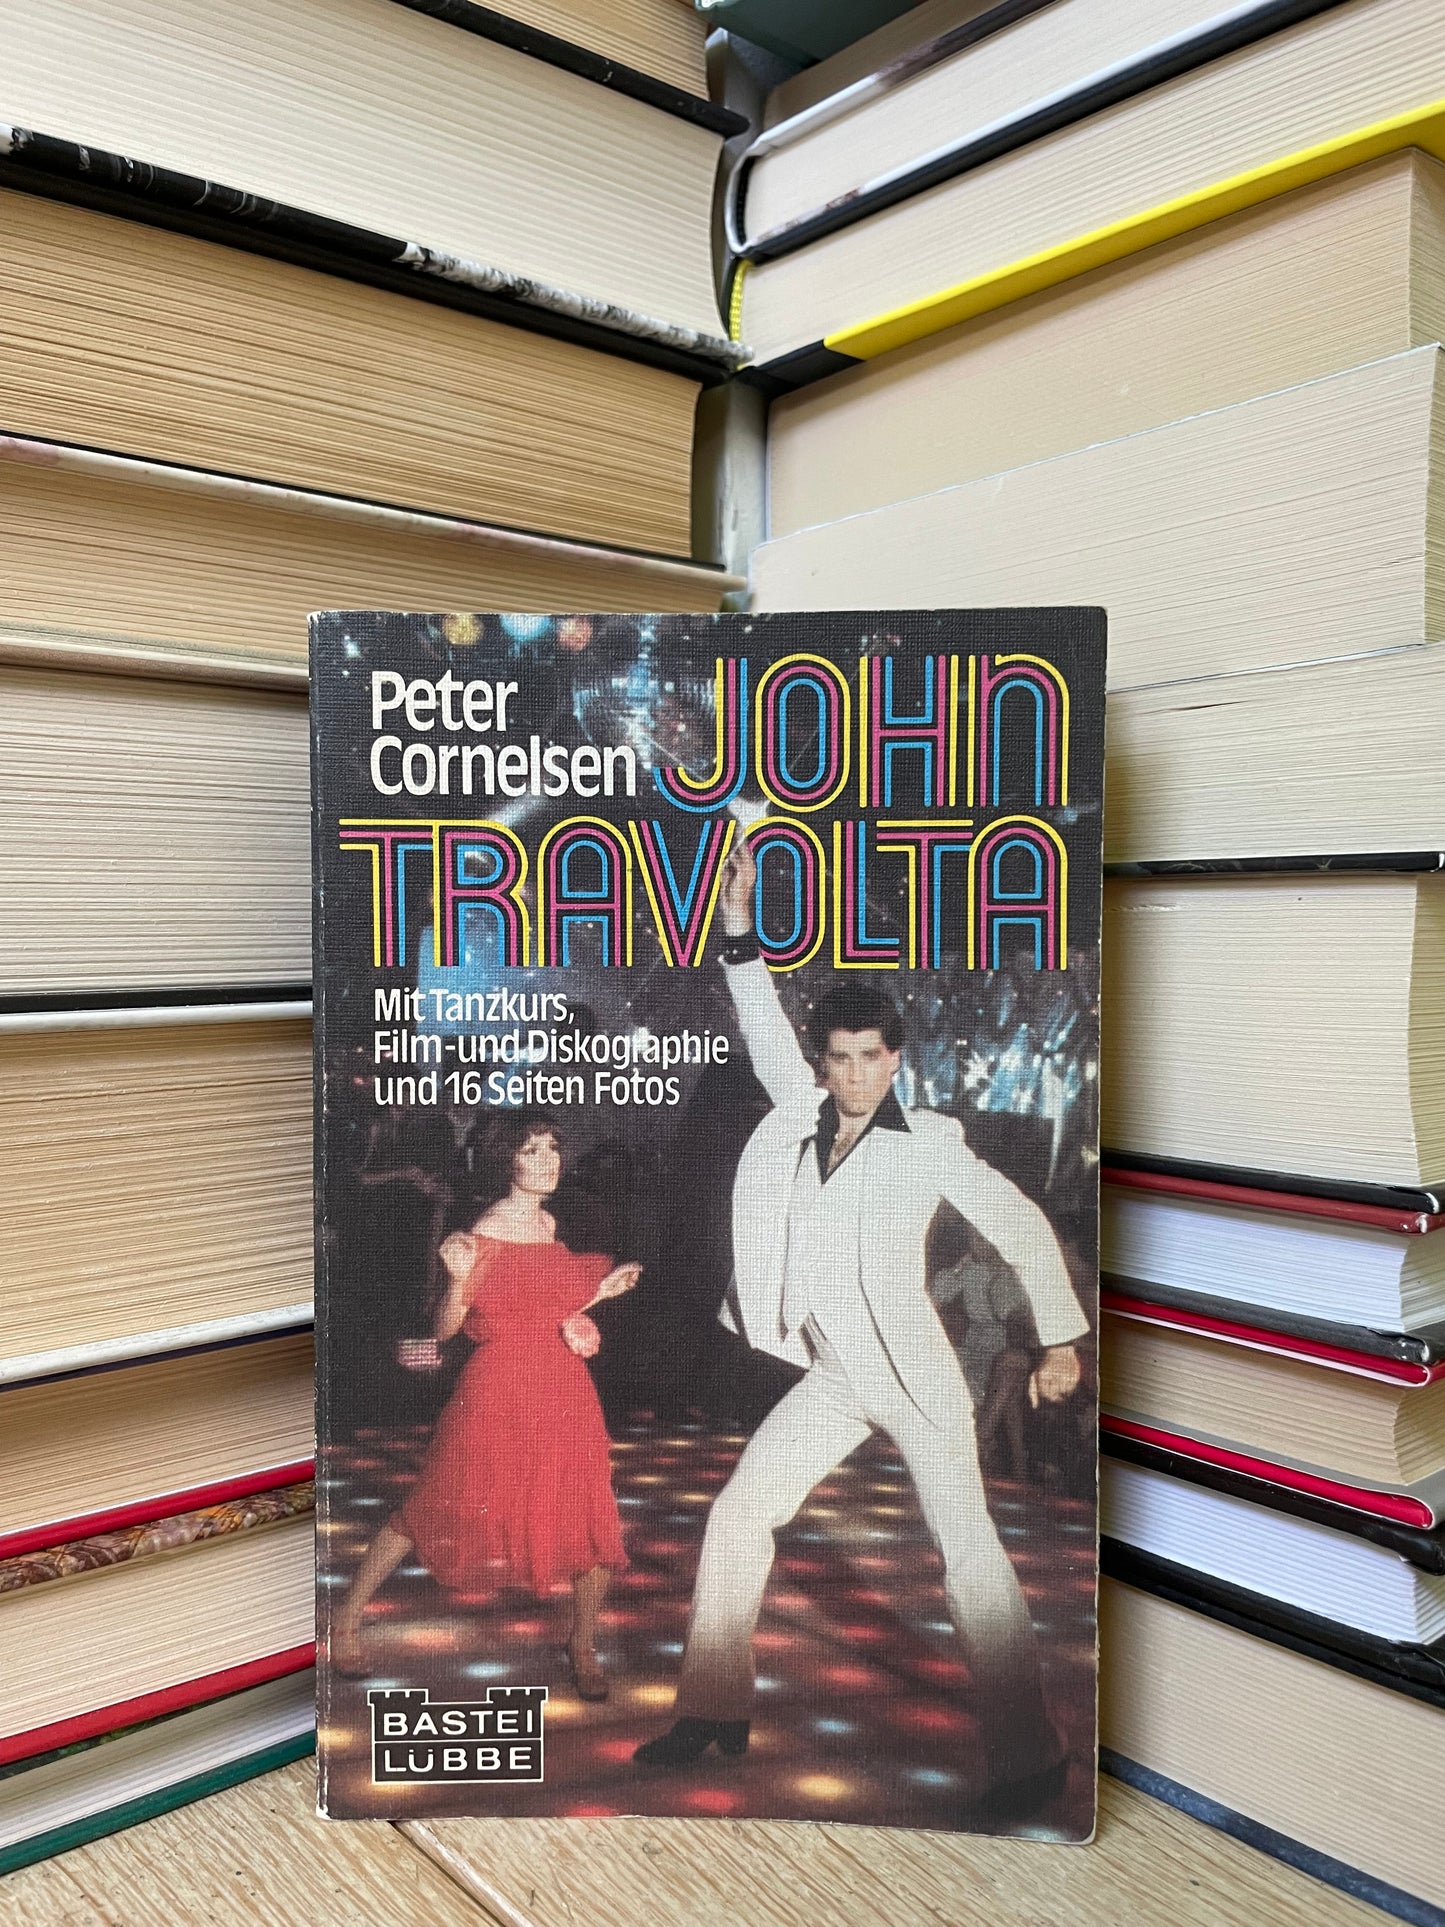 Peter
Cornelsen
JOHN
TRAVOLTA
Mit Tanzkurs,
Film-und Diskographie
und 16 Seiten Fotos
BASTEI
LÜBBE